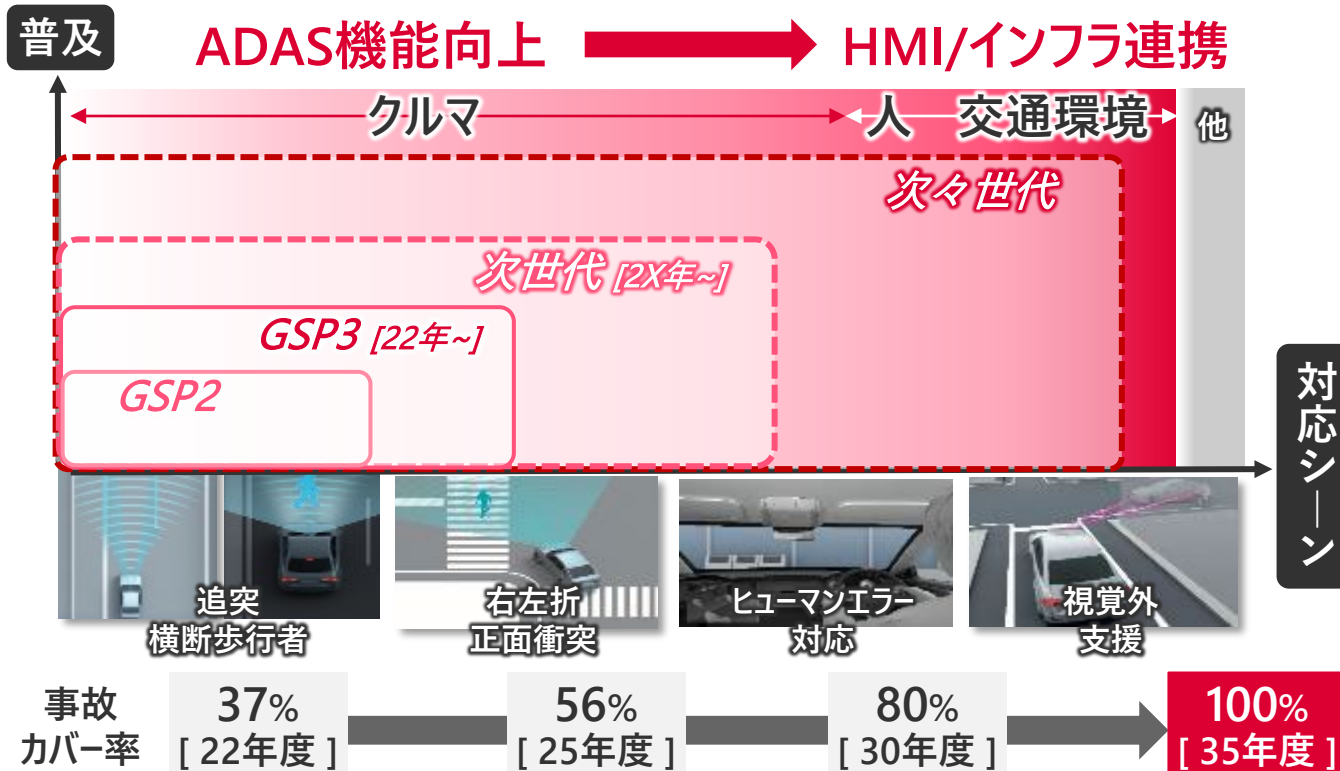 普及
ADAS機能向上
HMI/インフラ連携
クルマ
人
交通環境
他
次々世代
次世代 [2X年~]
GSP3 [22年~]
GSP2
対応シーン
追突
横断歩行者
右左折
正面衝突
ヒューマンエラー
対応
視覚外
支援
事故
カバー率
37%
[ 22年度 ]
56%
[ 25年度 ]
80%
[ 30年度 ]
100%
[ 35年度 ]